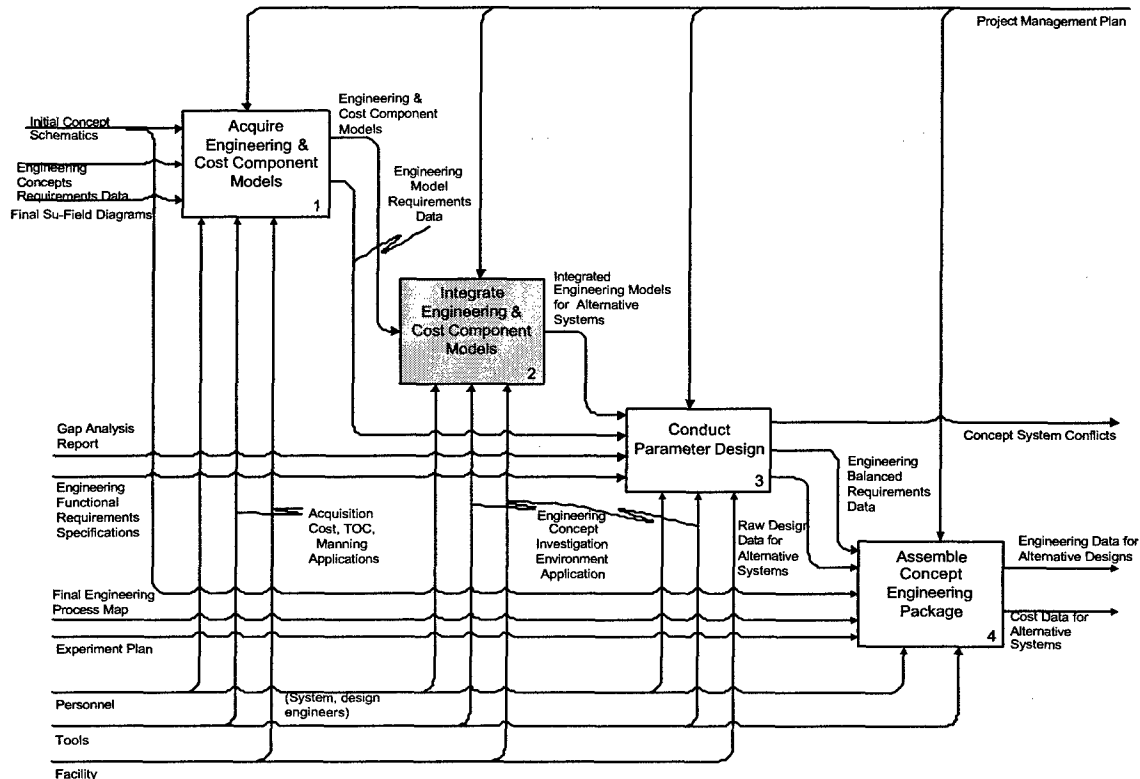 Project Management Plan
Initial Concept
Schematics
Engineering
Concepts
Requirements Data
Final Su-Field Diagrams
Acquire
Engineering &
Cost Component
Models
1
Engineering &
Cost Component
Models
Engineering
Model
Requirements
Data
Integrate
Engineering &
Cost Component
Models
2
Integrated
Engineering Models
for Alternative
Systems
Gap Analysis
Report
Engineering
Functional
Requirements
Specifications
Conduct
Parameter Design
3
Concept System Conflicts
Engineering
Balanced
Requirements
Data
Acquisition
Cost, TOC,
Manning
Applications
Engineering
Concept
Investigation
Environment
Application
Raw Design
Data for
Alternative
Systems
Assemble
Concept
Engineering
Package
4
Engineering Data for
Alternative Designs
Cost Data for
Alternative
Systems
Final Engineering
Process Map
Experiment Plan
Personnel
(System, design
engineers)
Tools
Facility